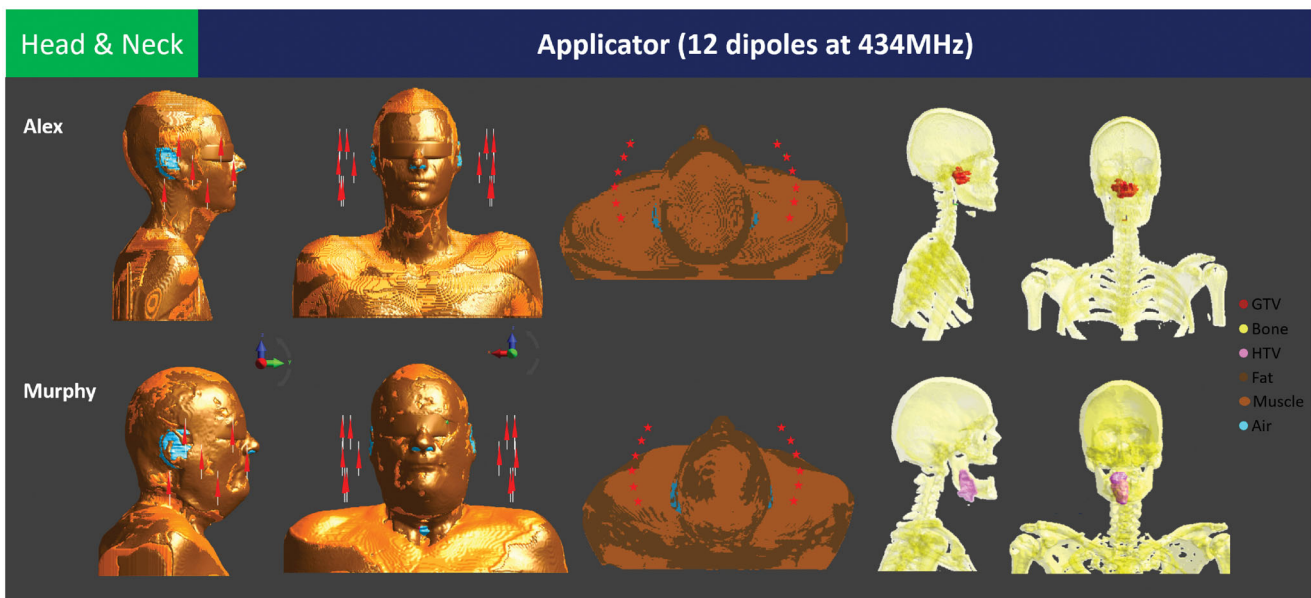 Head & Neck
Applicator (12 dipoles at 434MHz)
Alex
Murphy
GTV
Bone
HTV
Fat
Muscle
Air